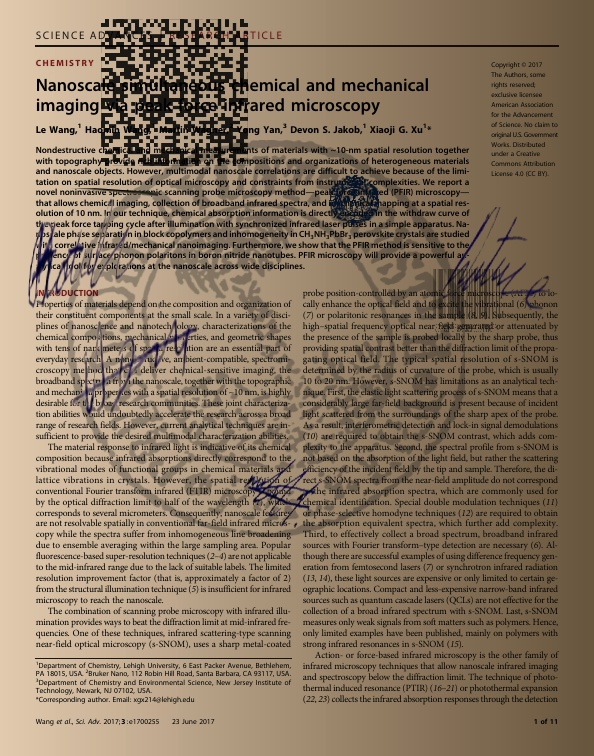 SCIENCE ADVANCES | RESEARCH ARTICLE
CHEMISTRY
Nanoscale simultaneous chemical and mechanical
imaging via peak force infrared microscopy
Le Wang,¹ Haomin Wang,¹ Martin Wagner,² Yong Yan,³ Devon S. Jakob,¹ Xiaoji G. Xu¹*
Nondestructive chemical and mechanical measurements of materials with ~10-nm spatial resolution together
with topography provide rich information on the compositions and organizations of heterogeneous materials
and nanoscale objects. However, multimodal nanoscale correlations are difficult to achieve because of the limi-
tation on spatial resolution of optical microscopy and constraints from instrumental complexities. We report a
novel noninvasive spectroscopic scanning probe microscopy method—peak force infrared (PFIR) microscopy—
that allows chemical imaging, collection of broadband infrared spectra, and mechanical mapping at a spatial res-
olution of 10 nm. In our technique, chemical absorption information is directly encoded in the withdraw curve of
the peak force tapping cycle after illumination with synchronized infrared laser pulses in a simple apparatus. Na-
noscale phase separation in block copolymers and inhomogeneity in CH₃NH₃PbBr₃ perovskite crystals are studied
with correlative infrared/mechanical nanoimaging. Furthermore, we show that the PFIR method is sensitive to the
presence of surface phonon polaritons in boron nitride nanotubes. PFIR microscopy will provide a powerful an-
alytical tool for explorations at the nanoscale across wide disciplines.
Copyright © 2017
The Authors, some
rights reserved;
exclusive licensee
American Association
for the Advancement
of Science. No claim to
original U.S. Government
Works. Distributed
under a Creative
Commons Attribution
License 4.0 (CC BY).
INTRODUCTION
Properties of materials depend on the composition and organization of
their constituent components at the small scale. In a variety of disci-
plines of nanoscience and nanotechnology, characterizations of the
chemical compositions, mechanical properties, and geometric shapes
with tens of nanometers of spatial resolution are an essential part of
everyday research. A noninvasive, ambient-compatible, spectrum-
croscopy method that can deliver chemical-sensitive imaging, the
broadband spectra from the nanoscale, together with the topographic
and mechanical properties with a spatial resolution of ~10 nm, is highly
desirable for the broad research communities. These joint characteriza-
tion abilities would undoubtedly accelerate the research across a broad
range of research fields. However, current analytical techniques are in-
sufficient to provide the desired multimodal characterization abilities.
The material response to infrared light is indicative of its chemical
composition because infrared absorptions directly correspond to the
vibrational modes of functional groups in chemical materials and
lattice vibrations in crystals. However, the spatial resolution of
conventional Fourier transform infrared (FTIR) microscopy is bound
by the optical diffraction limit to half of the wavelength (1), which
corresponds to several micrometers. Consequently, nanoscale features
are not resolvable spatially in conventional far-field infrared micros-
copy while the spectra suffer from inhomogeneous line broadening
due to ensemble averaging within the large sampling area. Popular
fluorescence-based super-resolution techniques (2–4) are not applicable
to the mid-infrared range due to the lack of suitable labels. The limited
resolution improvement factor (that is, approximately a factor of 2)
from the structural illumination technique (5) is insufficient for infrared
microscopy to reach the nanoscale.
The combination of scanning probe microscopy with infrared illu-
mination provides ways to beat the diffraction limit at mid-infrared fre-
quencies. One of these techniques, infrared scattering-type scanning
near-field optical microscopy (s-SNOM), uses a sharp metal-coated
probe position-controlled by an atomic force microscope (AFM) to lo-
cally enhance the optical field and to excite the vibrational (6) phonon
(7) or polaritonic resonances in the sample (8, 9). Subsequently, the
high–spatial frequency optical near field generated or attenuated by
the presence of the sample is probed locally by the sharp probe, thus
providing spatial contrast better than the diffraction limit of the propa-
gating optical field. The typical spatial resolution of s-SNOM is
determined by the radius of curvature of the probe, which is usually
10 to 20 nm. However, s-SNOM has limitations as an analytical tech-
nique. First, the elastic light scattering process of s-SNOM means that a
considerably large far-field background is present because of incident
light scattered from the surroundings of the sharp apex of the probe.
As a result, interferometric detection and lock-in signal demodulations
(10) are required to obtain the s-SNOM contrast, which adds com-
plexity to the apparatus. Second, the spectral profile from s-SNOM is
not based on the absorption of the light field, but rather the scattering
efficiency of the incident field by the tip and sample. Therefore, the di-
rect s-SNOM spectra from the near-field amplitude do not correspond
to the infrared absorption spectra, which are commonly used for
chemical identification. Special double modulation techniques (11)
or phase-selective homodyne techniques (12) are required to obtain
the absorption equivalent spectra, which further add complexity.
Third, to effectively collect a broad spectrum, broadband infrared
sources with Fourier transform–type detection are necessary (6). Al-
though there are successful examples of using difference frequency gen-
eration from femtosecond lasers (7) or synchrotron infrared radiation
(13, 14), these light sources are expensive or only limited to certain ge-
ographic locations. Compact and less-expensive narrow-band infrared
sources such as quantum cascade lasers (QCLs) are not effective for the
collection of a broad infrared spectrum with s-SNOM. Last, s-SNOM
measures only weak signals from soft matters such as polymers. Hence,
only limited examples have been published, mainly on polymers with
strong infrared resonances in s-SNOM (15).
Action- or force-based infrared microscopy is the other family of
infrared microscopy techniques that allow nanoscale infrared imaging
and spectroscopy below the diffraction limit. The technique of photo-
thermal induced resonance (PTIR) (16–21) or photothermal expansion
(22, 23) collects the infrared absorption responses through the detection
¹Department of Chemistry, Lehigh University, 6 East Packer Avenue, Bethlehem,
PA 18015, USA. ²Bruker Nano, 112 Robin Hill Road, Santa Barbara, CA 93117, USA.
³Department of Chemistry and Environmental Science, New Jersey Institute of
Technology, Newark, NJ 07102, USA.
*Corresponding author. Email: xgx214@lehigh.edu
Wang et al., Sci. Adv. 2017;3:e1700255 23 June 2017
1 of 11